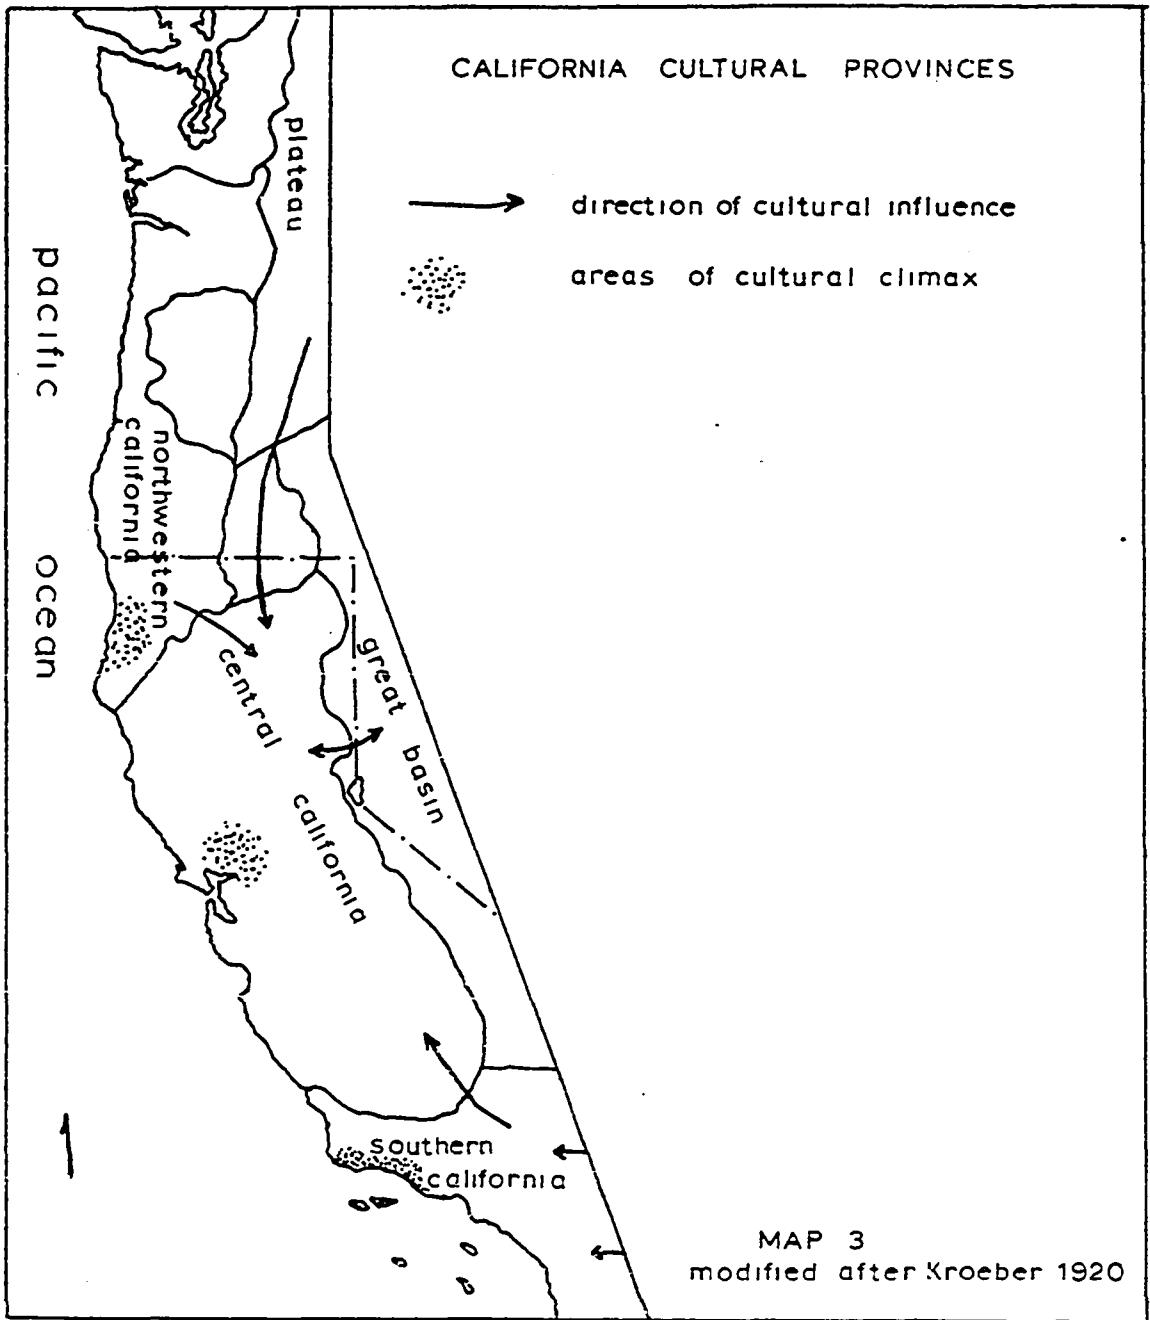 CALIFORNIA CULTURAL PROVINCES
direction of cultural influence
areas of cultural climax
plateau
pacific ocean
northwestern
california
central california
great basin
southern
california
MAP 3
modified after Kroeber 1920